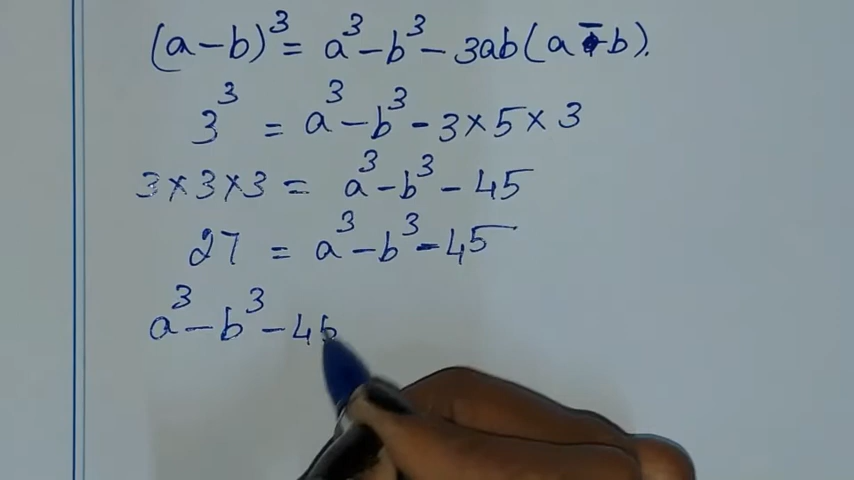 (a-b)³ = a³-b³-3ab(a-b).
3³ = a³-b³-3×5×3
3×3×3 = a³-b³-45
27 = a³-b³-45
a³-b³-45